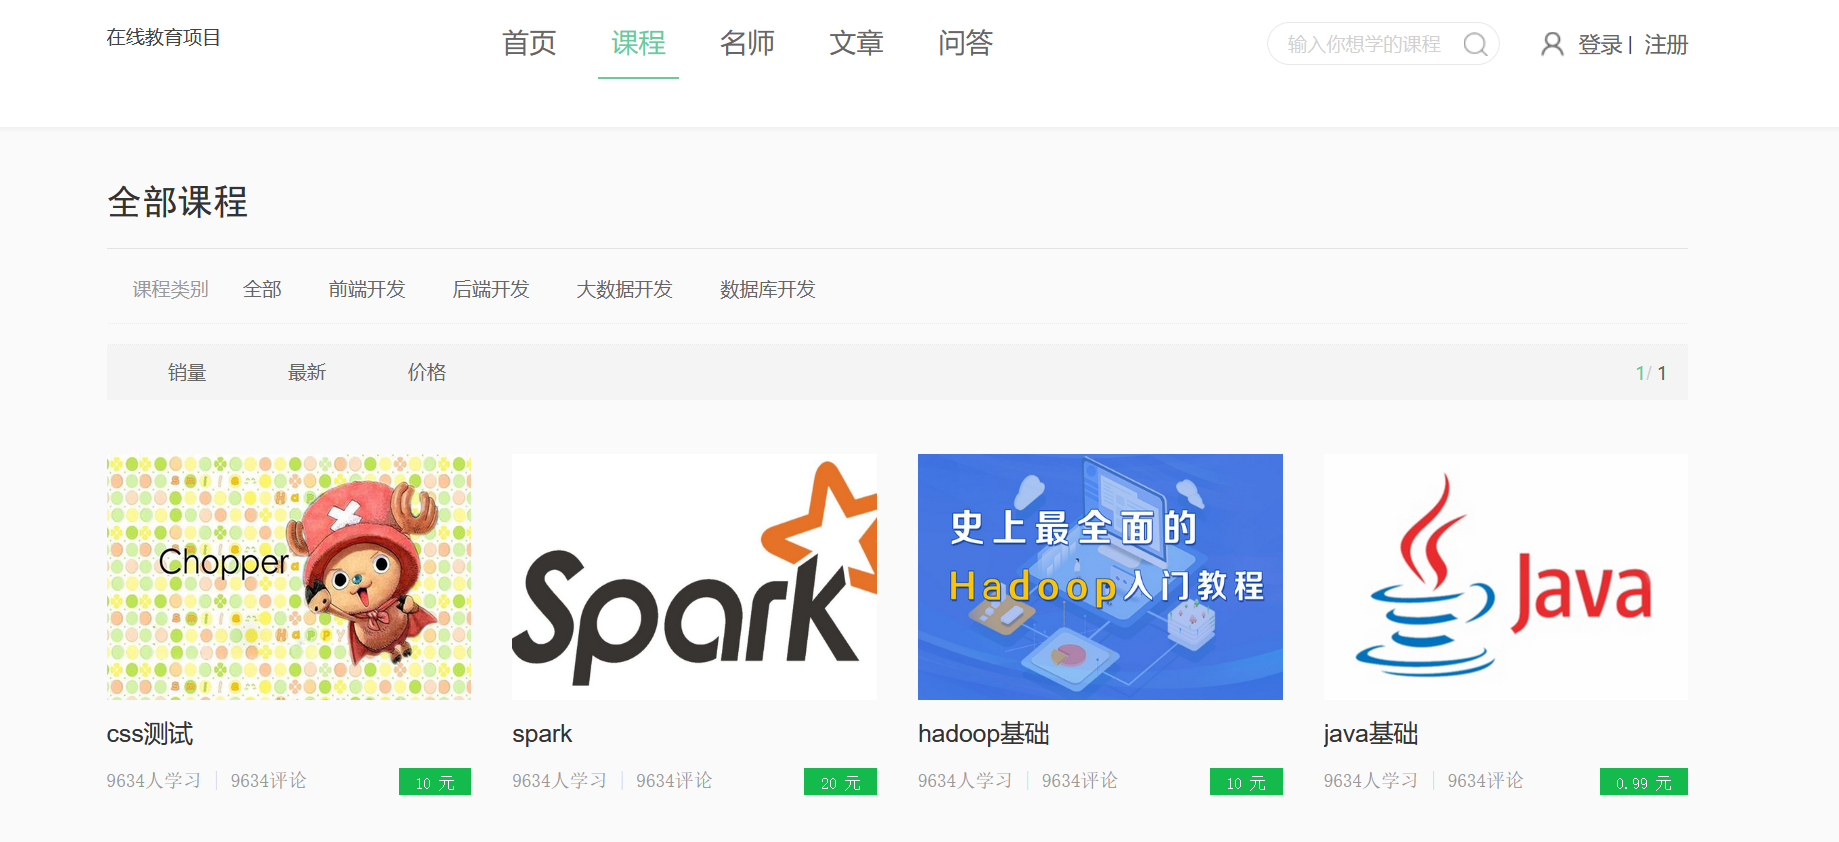 在线教育项目
首页 课程 名师 文章 问答
输入你想学的课程
登录 | 注册
全部课程
课程类别 全部 前端开发 后端开发 大数据开发 数据库开发
销量 最新 价格 1/ 1
Chopper
Spark
史上最全面的
Hadoop入门教程
Java
css测试 spark hadoop基础 java基础
9634人学习 | 9634评论 10 元
9634人学习 | 9634评论 20 元
9634人学习 | 9634评论 10 元
9634人学习 | 9634评论 0.99 元